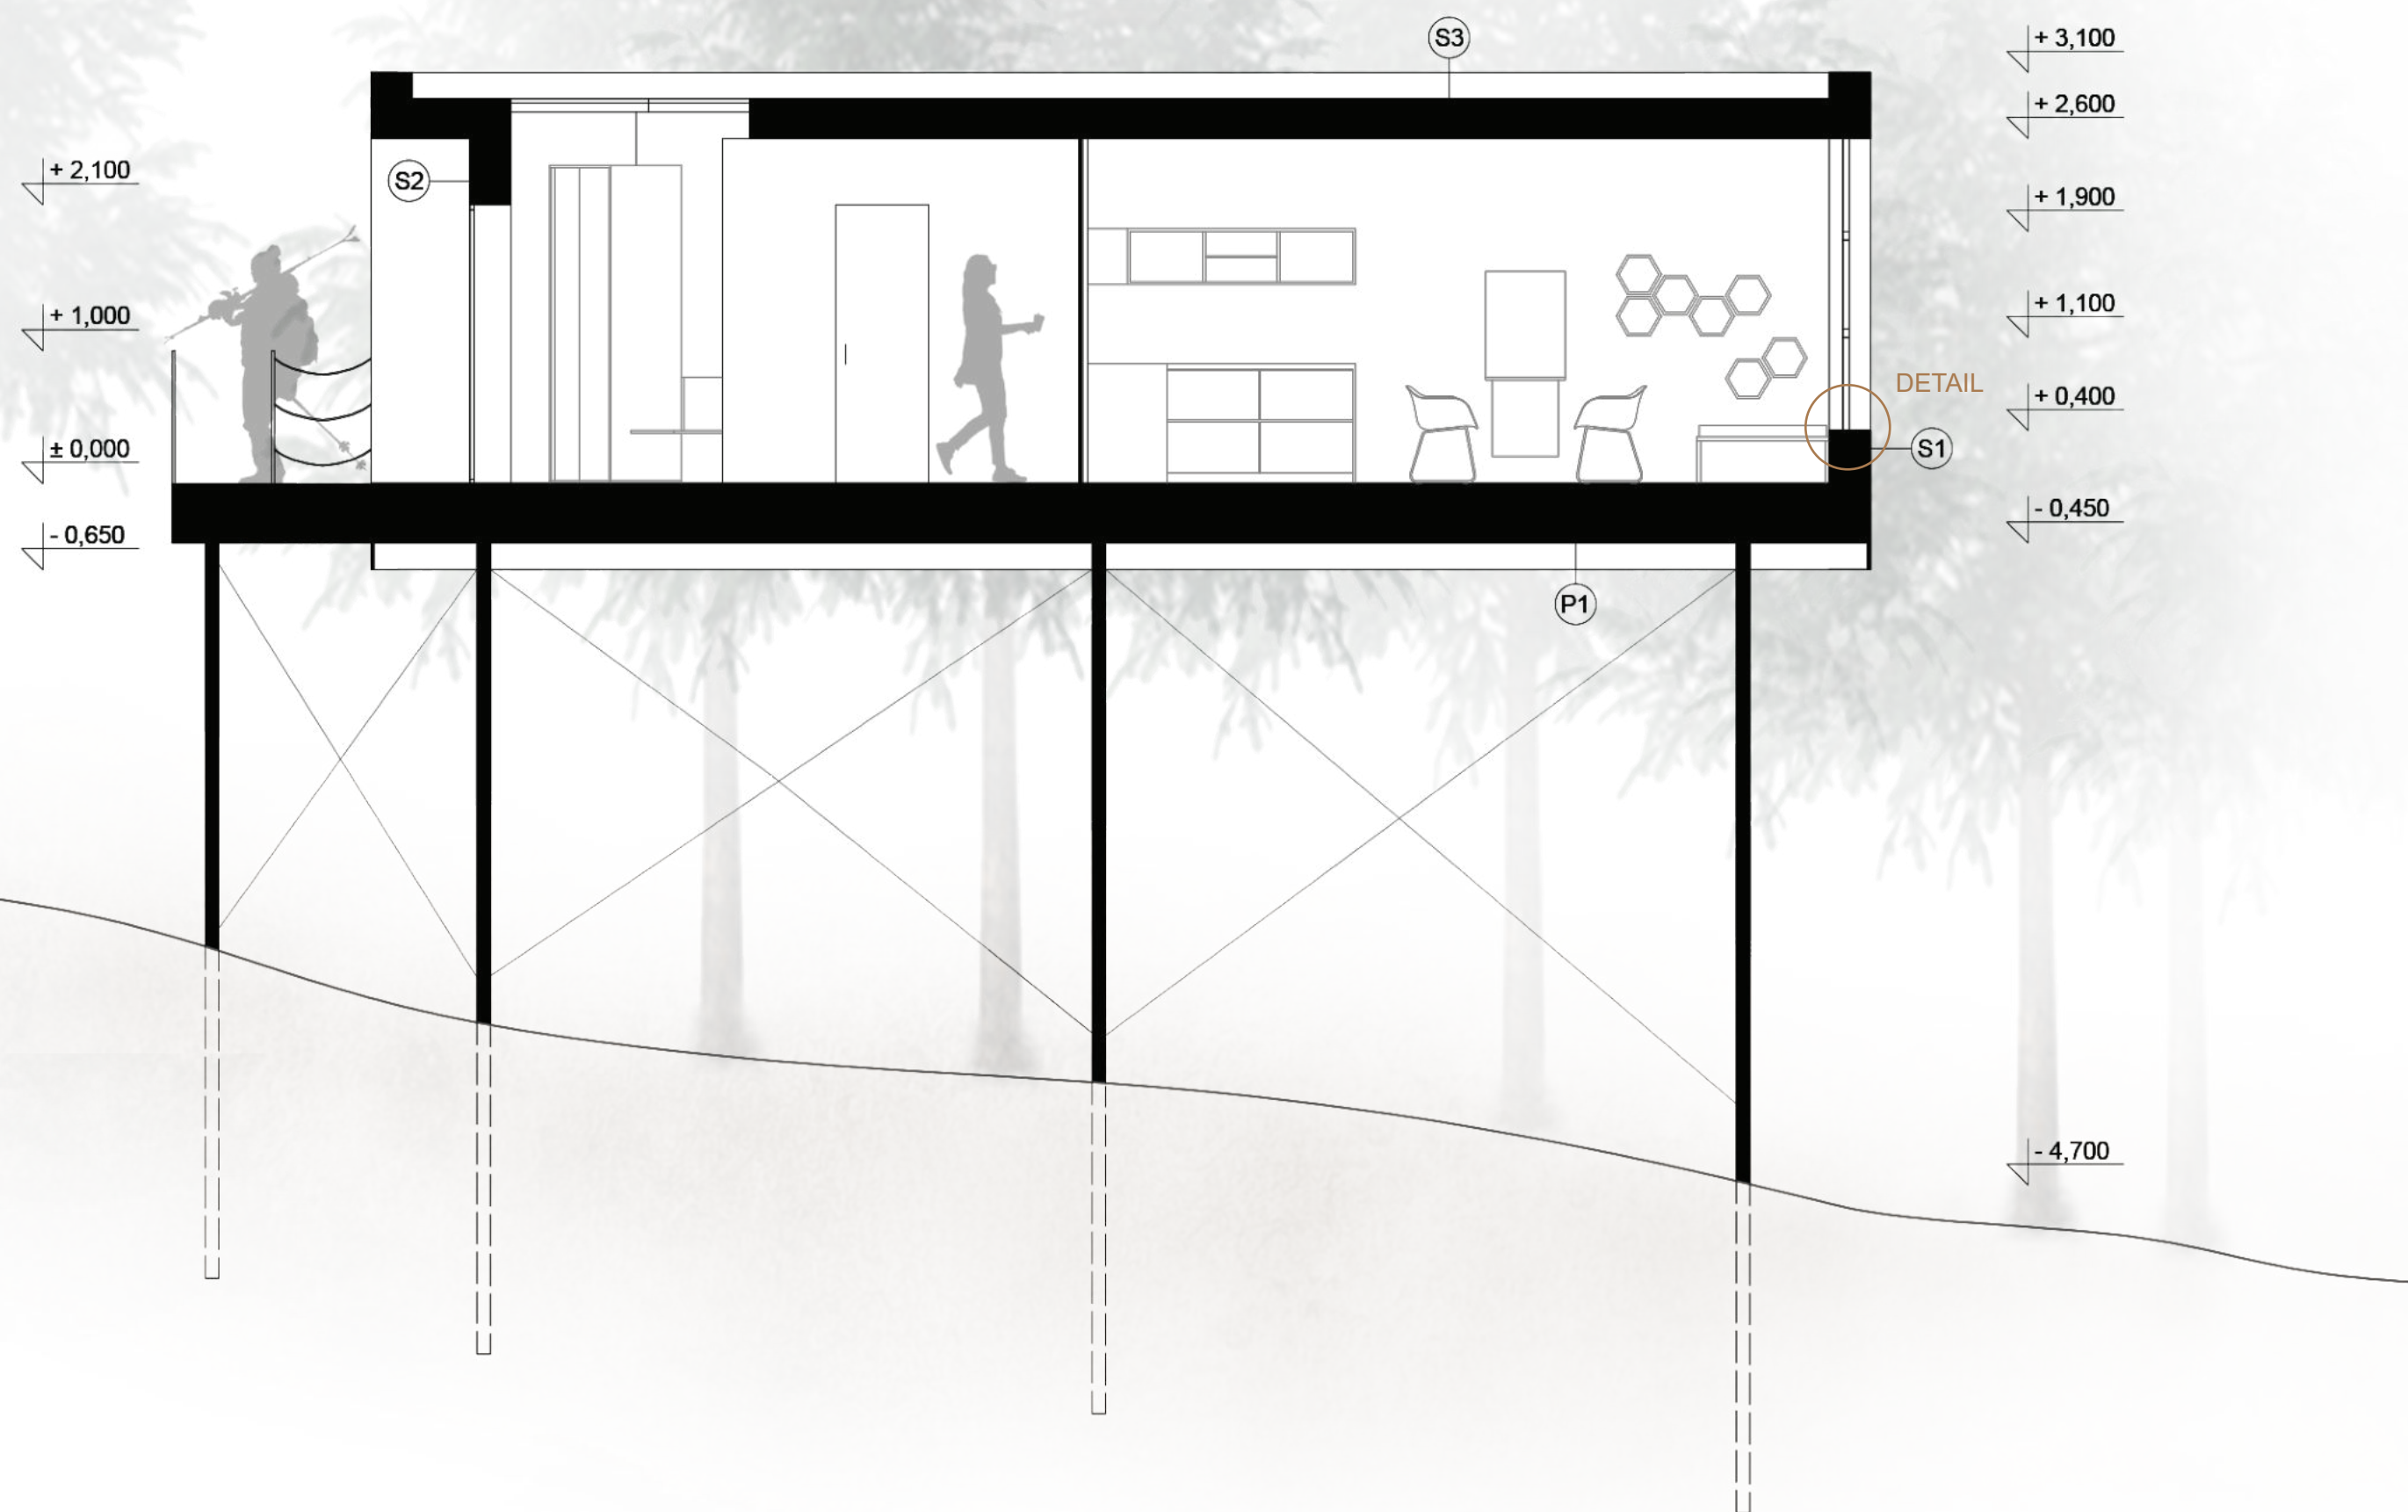 S3
+ 3,100
+ 2,600
+ 2,100
S2
+ 1,900
+ 1,000
+ 1,100
DETAIL
+ 0,400
± 0,000
S1
- 0,450
- 0,650
P1
- 4,700